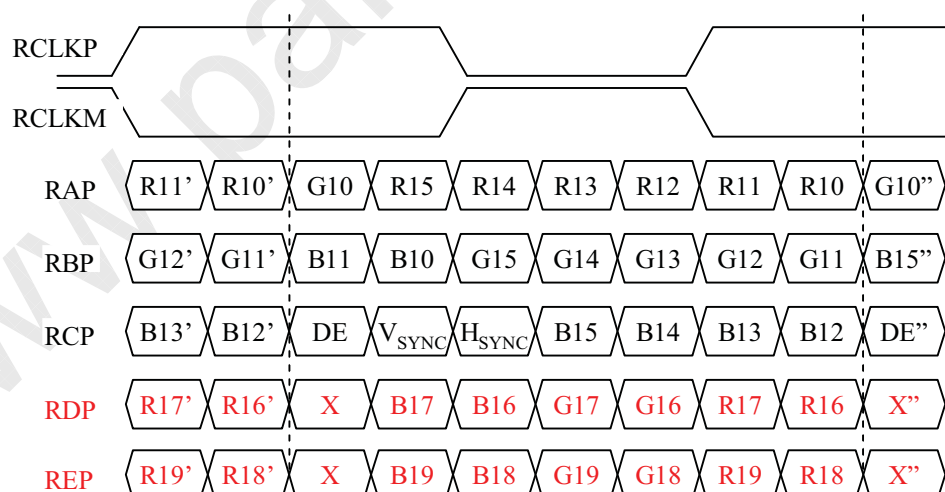 RCLKP
RCLKM
RAP R11’ R10’ G10 R15 R14 R13 R12 R11 R10 G10”
RBP G12’ G11’ B11 B10 G15 G14 G13 G12 G11 B15”
RCP B13’ B12’ DE VSYNC HSYNC B15 B14 B13 B12 DE”
RDP R17’ R16’ X B17 B16 G17 G16 R17 R16 X”
REP R19’ R18’ X B19 B18 G19 G18 R19 R18 X”